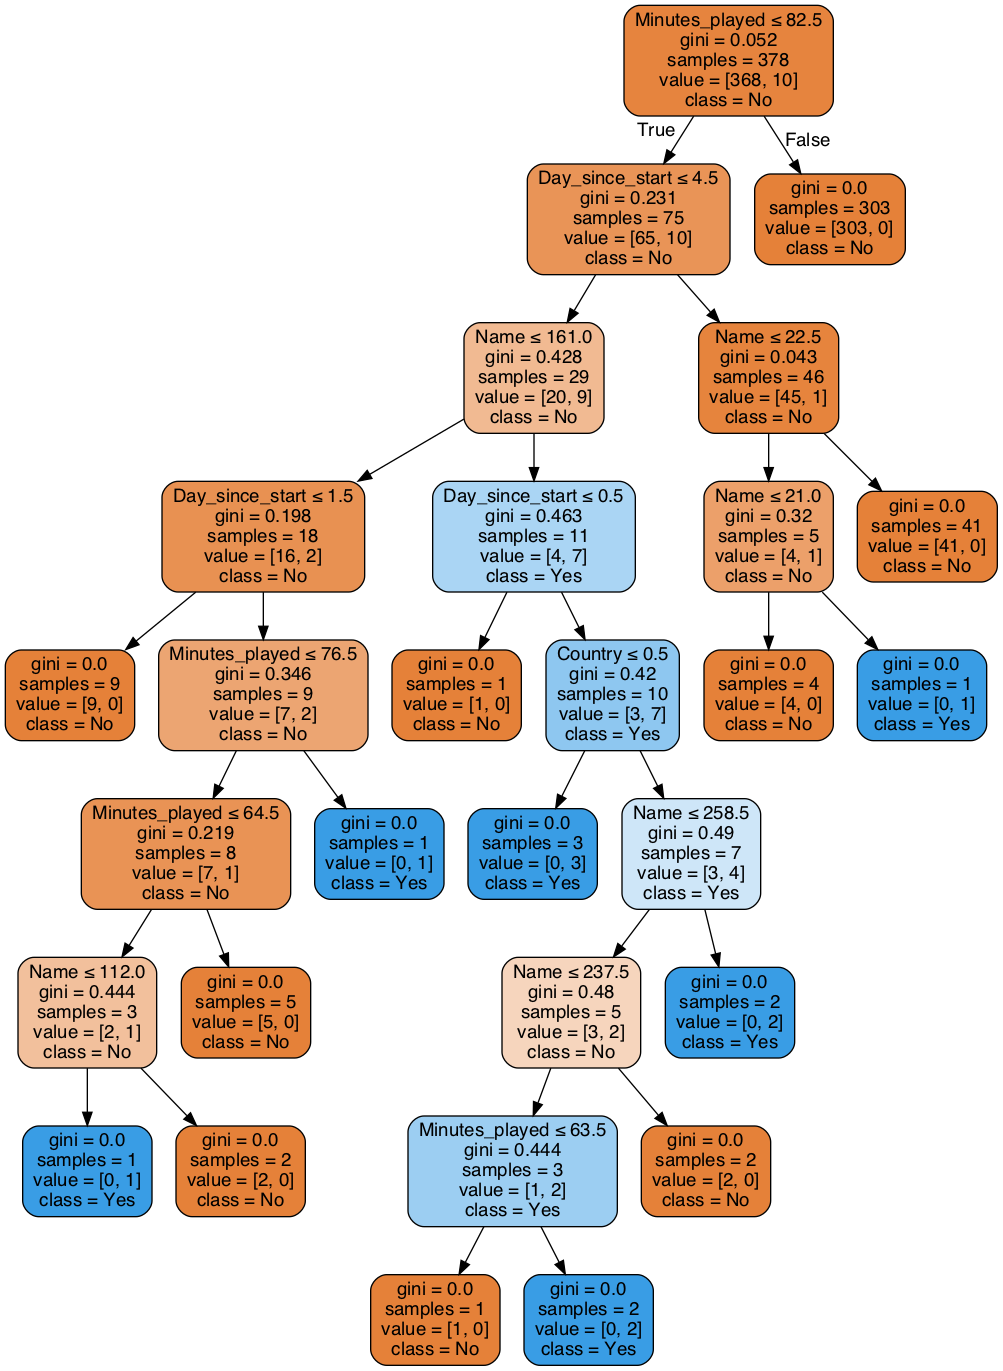 Minutes_played ≤ 82.5
gini = 0.052
samples = 378
value = [368, 10]
class = No
True
False
Day_since_start ≤ 4.5
gini = 0.231
samples = 75
value = [65, 10]
class = No
gini = 0.0
samples = 303
value = [303, 0]
class = No
Name ≤ 161.0
gini = 0.428
samples = 29
value = [20, 9]
class = No
Name ≤ 22.5
gini = 0.043
samples = 46
value = [45, 1]
class = No
Day_since_start ≤ 1.5
gini = 0.198
samples = 18
value = [16, 2]
class = No
Day_since_start ≤ 0.5
gini = 0.463
samples = 11
value = [4, 7]
class = Yes
Name ≤ 21.0
gini = 0.32
samples = 5
value = [4, 1]
class = No
gini = 0.0
samples = 41
value = [41, 0]
class = No
gini = 0.0
samples = 9
value = [9, 0]
class = No
Minutes_played ≤ 76.5
gini = 0.346
samples = 9
value = [7, 2]
class = No
gini = 0.0
samples = 1
value = [1, 0]
class = No
Country ≤ 0.5
gini = 0.42
samples = 10
value = [3, 7]
class = Yes
gini = 0.0
samples = 4
value = [4, 0]
class = No
gini = 0.0
samples = 1
value = [0, 1]
class = Yes
Minutes_played ≤ 64.5
gini = 0.219
samples = 8
value = [7, 1]
class = No
gini = 0.0
samples = 1
value = [0, 1]
class = Yes
gini = 0.0
samples = 3
value = [0, 3]
class = Yes
Name ≤ 258.5
gini = 0.49
samples = 7
value = [3, 4]
class = Yes
Name ≤ 112.0
gini = 0.444
samples = 3
value = [2, 1]
class = No
gini = 0.0
samples = 5
value = [5, 0]
class = No
Name ≤ 237.5
gini = 0.48
samples = 5
value = [3, 2]
class = No
gini = 0.0
samples = 2
value = [0, 2]
class = Yes
gini = 0.0
samples = 1
value = [0, 1]
class = Yes
gini = 0.0
samples = 2
value = [2, 0]
class = No
Minutes_played ≤ 63.5
gini = 0.444
samples = 3
value = [1, 2]
class = Yes
gini = 0.0
samples = 2
value = [2, 0]
class = No
gini = 0.0
samples = 1
value = [1, 0]
class = No
gini = 0.0
samples = 2
value = [0, 2]
class = Yes